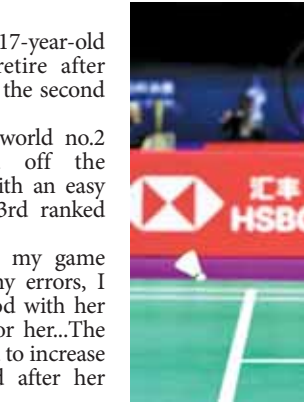 17-year-old
retire after
the second
world no.2
off the
ith an easy
3rd ranked
my game
ny errors, I
od with her
or her...The
to increase
d after her
汇丰
HSBC